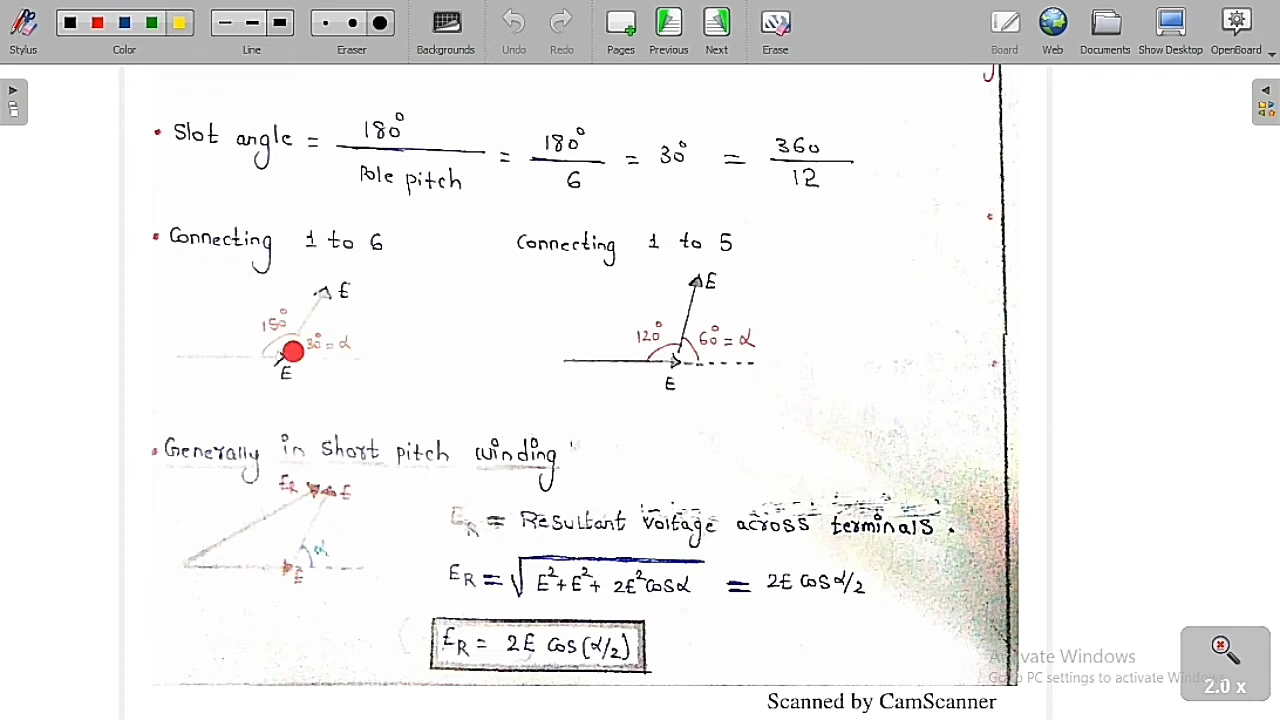 Stylus
Color
Line
Eraser
Backgrounds
Undo
Redo
Pages
Previous
Next
Erase
Board
Web
Documents
Show Desktop
OpenBoard
• Slot angle = 180° / Pole pitch = 180° / 6 = 30° = 360 / 12
• Connecting 1 to 6
Connecting 1 to 5
E
150°
30° = α
E
E
120°
60° = α
E
• Generally in short pitch winding
E_R
E
α
E
E_R = Resultant voltage across terminals.
E_R = √(E² + E² + 2E² cosα) = 2E cos α/2
E_R = 2E cos (α/2)
Activate Windows
Go to PC settings to activate Windows.
2.0 x
Scanned by CamScanner